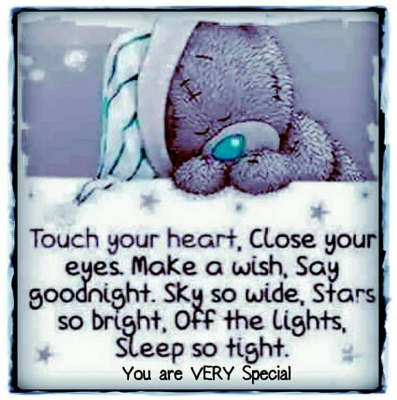 Touch your heart, Close your
eyes. Make a wish, Say
goodnight. Sky so wide, Stars
so bright, Off the lights,
Sleep so tight.
You are VERY Special